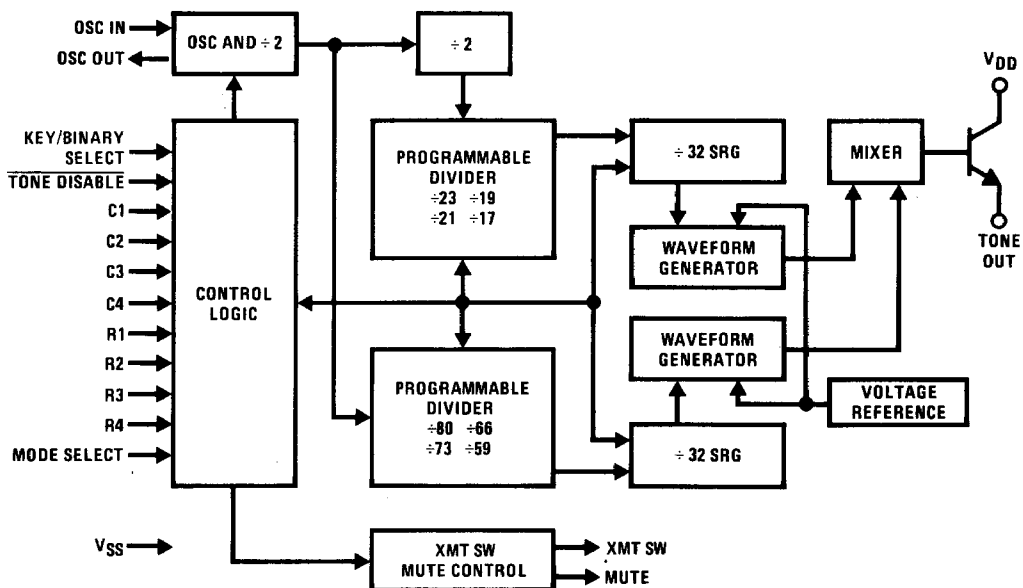 OSC IN
OSC OUT
OSC AND ÷ 2
÷ 2
V_DD
KEY/BINARY
SELECT
TONE DISABLE
C1
C2
C3
C4
R1
R2
R3
R4
MODE SELECT
V_SS
CONTROL
LOGIC
PROGRAMMABLE
DIVIDER
÷23 ÷19
÷21 ÷17
PROGRAMMABLE
DIVIDER
÷80 ÷66
÷73 ÷59
÷ 32 SRG
WAVEFORM
GENERATOR
WAVEFORM
GENERATOR
÷ 32 SRG
MIXER
TONE
OUT
VOLTAGE
REFERENCE
XMT SW
MUTE CONTROL
XMT SW
MUTE